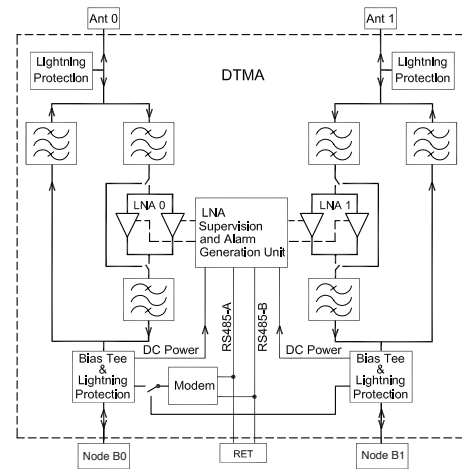 Ant 0
Ant 1
Lightning
Protection
DTMA
Lightning
Protection
LNA 0
LNA
Supervision
and Alarm
Generation Unit
LNA 1
DC Power
RS485-A
RS485-B
DC Power
Bias Tee
&
Lightning
Protection
Modem
Bias Tee
&
Lightning
Protection
Node B0
RET
Node B1